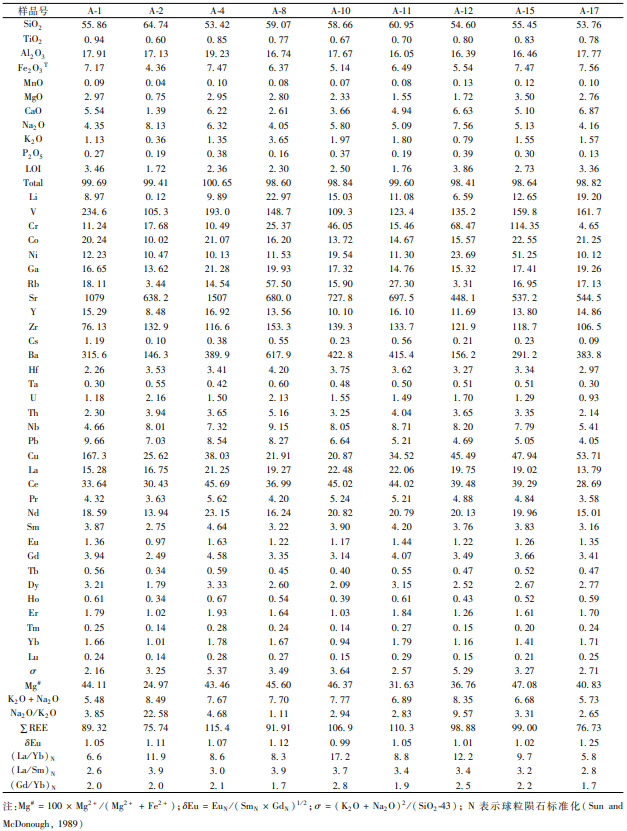 样品号 A-1 A-2 A-4 A-8 A-10 A-11 A-12 A-15 A-17
SiO2 55.86 64.74 53.42 59.07 58.66 60.95 54.60 55.45 53.76
TiO2 0.94 0.60 0.85 0.77 0.67 0.70 0.80 0.83 0.78
Al2O3 17.91 17.13 19.23 16.74 17.67 16.05 16.39 16.46 17.77
Fe2O3T 7.17 4.36 7.47 6.37 5.14 6.49 5.54 7.47 7.56
MnO 0.09 0.04 0.10 0.08 0.07 0.08 0.13 0.12 0.10
MgO 2.97 0.75 2.95 2.80 2.33 1.55 1.72 3.50 2.76
CaO 5.54 1.39 6.22 2.61 3.66 4.94 6.63 5.10 6.87
Na2O 4.35 8.13 6.32 4.05 5.80 5.09 7.56 5.13 4.16
K2O 1.13 0.36 1.35 3.65 1.97 1.80 0.79 1.55 1.57
P2O5 0.27 0.19 0.38 0.16 0.37 0.19 0.39 0.30 0.13
LOI 3.46 1.72 2.36 2.30 2.50 1.76 3.86 2.73 3.36
Total 99.69 99.41 100.65 98.60 98.84 99.60 98.41 98.64 98.82
Li 8.97 0.12 9.89 22.97 15.03 11.08 6.59 12.65 19.20
V 234.6 105.3 193.0 148.7 109.3 123.4 135.2 159.8 161.7
Cr 11.24 17.68 10.49 25.37 46.05 15.46 68.47 114.35 4.65
Co 20.24 10.02 21.07 16.20 13.72 14.67 15.57 22.55 21.25
Ni 12.23 10.47 10.13 11.53 19.54 11.30 23.69 51.25 10.12
Ga 16.65 13.62 21.28 19.93 17.32 14.76 15.32 17.41 19.26
Rb 18.11 3.44 14.54 57.50 15.90 27.30 3.31 16.95 17.13
Sr 1079 638.2 1507 680.0 727.8 697.5 448.1 537.2 544.5
Y 15.29 8.48 16.92 13.56 10.10 16.10 11.69 13.80 14.86
Zr 76.13 132.9 116.6 153.3 139.3 133.7 121.9 118.7 106.5
Cs 1.19 0.10 0.38 0.55 0.23 0.56 0.21 0.23 0.09
Ba 315.6 146.3 389.9 617.9 422.8 415.4 156.2 291.2 383.8
Hf 2.26 3.53 3.41 4.20 3.75 3.62 3.27 3.34 2.97
Ta 0.30 0.55 0.42 0.60 0.48 0.50 0.51 0.51 0.30
U 1.18 2.16 1.50 2.13 1.55 1.49 1.70 1.29 0.93
Th 2.30 3.94 3.65 5.16 3.25 4.04 3.65 3.35 2.14
Nb 4.66 8.01 7.32 9.15 8.05 8.71 8.20 7.79 5.41
Pb 9.66 7.03 8.54 8.27 6.64 5.21 4.69 5.05 4.05
Cu 167.3 25.62 38.03 21.91 20.87 34.52 45.49 47.94 53.71
La 15.28 16.75 21.25 19.27 22.48 22.06 19.75 19.02 13.79
Ce 33.64 30.43 45.69 36.99 45.02 44.02 39.48 39.29 28.69
Pr 4.32 3.63 5.62 4.20 5.24 5.21 4.88 4.84 3.58
Nd 18.59 13.94 23.15 16.24 20.82 20.79 20.13 19.96 15.01
Sm 3.87 2.75 4.64 3.22 3.90 4.20 3.76 3.83 3.16
Eu 1.36 0.97 1.63 1.22 1.17 1.44 1.22 1.26 1.35
Gd 3.94 2.49 4.58 3.35 3.14 4.07 3.49 3.66 3.41
Tb 0.56 0.34 0.59 0.45 0.40 0.55 0.47 0.52 0.47
Dy 3.21 1.79 3.33 2.60 2.09 3.15 2.52 2.67 2.77
Ho 0.61 0.34 0.67 0.54 0.39 0.61 0.43 0.52 0.59
Er 1.79 1.02 1.93 1.64 1.03 1.84 1.26 1.61 1.70
Tm 0.25 0.14 0.28 0.24 0.14 0.27 0.15 0.20 0.24
Yb 1.66 1.01 1.78 1.67 0.94 1.79 1.16 1.41 1.71
Lu 0.24 0.14 0.28 0.27 0.15 0.29 0.15 0.21 0.25
σ 2.16 3.25 5.37 3.49 3.64 2.57 5.29 3.27 2.71
Mg# 44.11 24.97 43.46 45.60 46.37 31.63 36.76 47.08 40.83
K2O+Na2O 5.48 8.49 7.67 7.70 7.77 6.89 8.35 6.68 5.73
Na2O/K2O 3.85 22.58 4.68 1.11 2.94 2.83 9.57 3.31 2.65
∑REE 89.32 75.74 115.4 91.91 106.9 110.3 98.88 99.00 76.73
δEu 1.05 1.11 1.07 1.12 0.99 1.05 1.01 1.02 1.25
(La/Yb)N 6.6 11.9 8.6 8.3 17.2 8.8 12.2 9.7 5.8
(La/Sm)N 2.6 3.9 3.0 3.9 3.7 3.4 3.4 3.2 2.8
(Gd/Yb)N 2.0 2.0 2.1 1.7 2.8 1.9 2.5 2.2 1.7
注:Mg#=100×Mg2+/(Mg2++Fe2+);δEu=EuN/(SmN×GdN)1/2;σ=(K2O+Na2O)2/(SiO2-43);N 表示球粒陨石标准化(Sun and
McDonough, 1989)